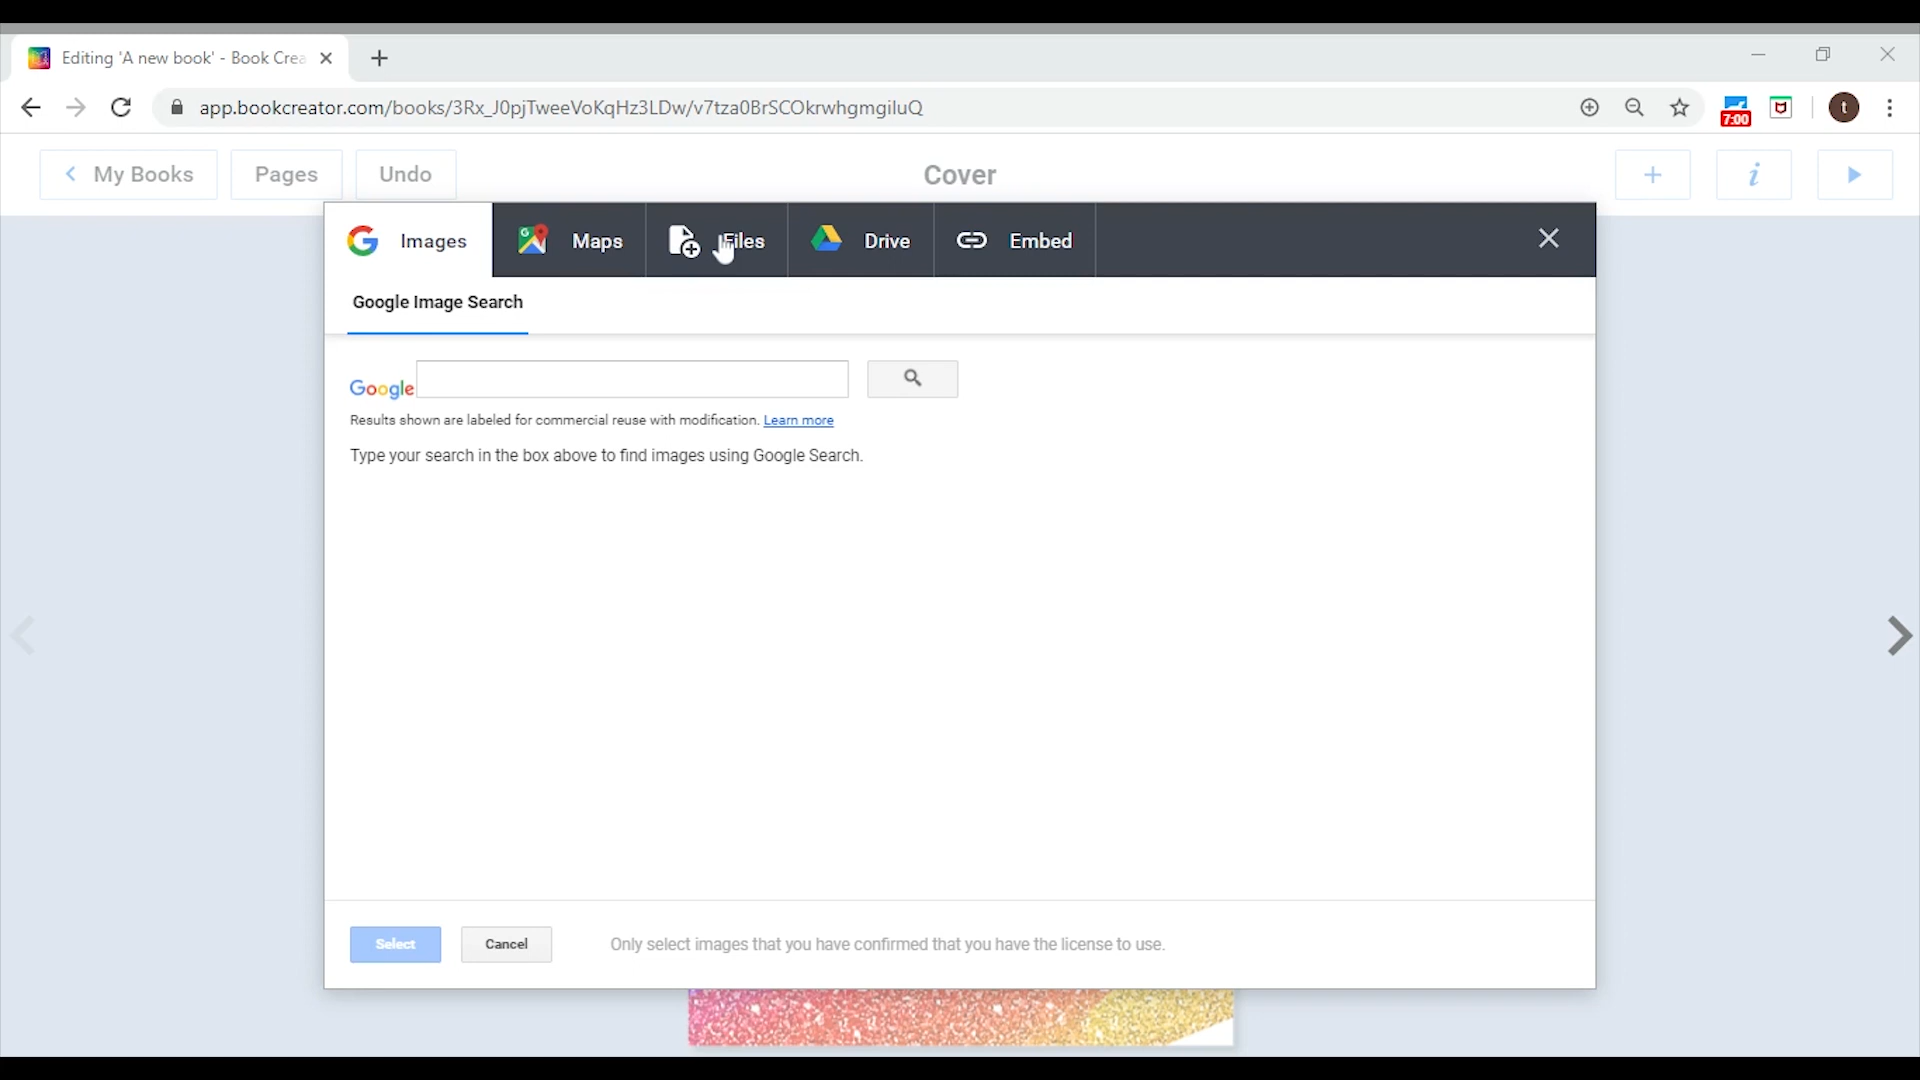 Editing 'A new book' - Book Crea
app.bookcreator.com/books/3Rx_J0pjTweeVoKqHz3LDw/v7tza0BrSCOkrwhgmgiluQ
7:00
t
My Books
Pages
Undo
Cover
i
Images
Maps
Files
Drive
Embed
Google Image Search
Google
Results shown are labeled for commercial reuse with modification. Learn more
Type your search in the box above to find images using Google Search.
Select
Cancel
Only select images that you have confirmed that you have the license to use.